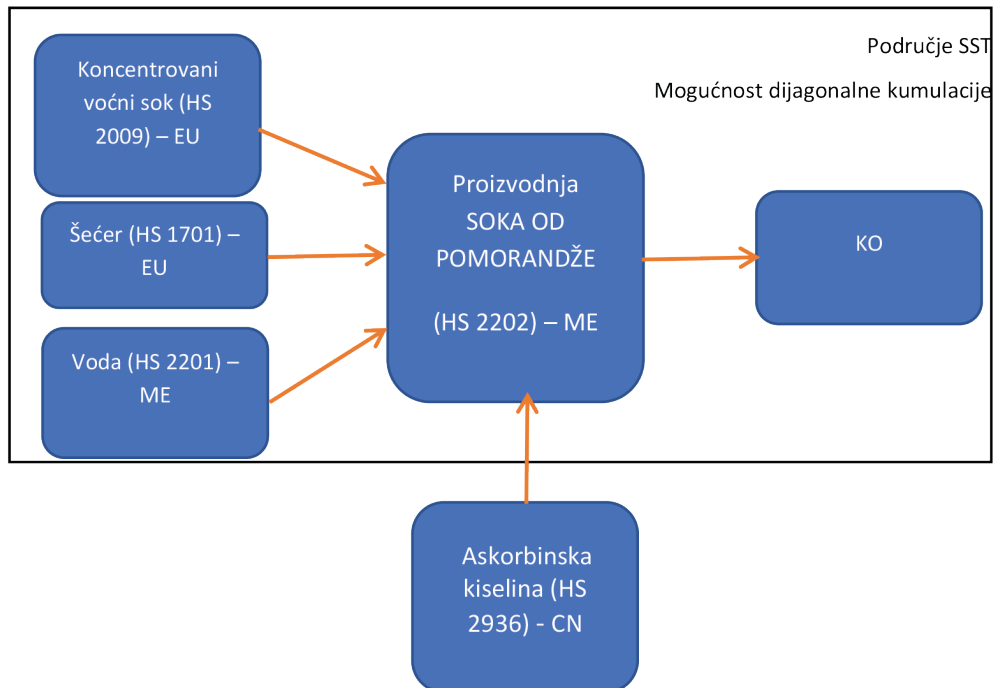 Područje SST
Mogućnost dijagonalne kumulacije
Koncentrovani
voćni sok (HS
2009) – EU
Šećer (HS 1701) –
EU
Voda (HS 2201) –
ME
Proizvodnja
SOKA OD
POMORANDŽE
(HS 2202) – ME
KO
Askorbinska
kiselina (HS
2936) - CN